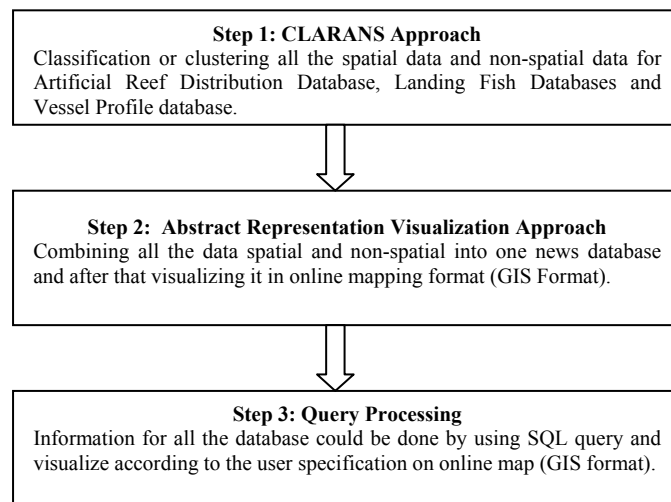 Step 1: CLARANS Approach
Classification or clustering all the spatial data and non-spatial data for
Artificial Reef Distribution Database, Landing Fish Databases and
Vessel Profile database.
Step 2:  Abstract Representation Visualization Approach
Combining all the data spatial and non-spatial into one news database
and after that visualizing it in online mapping format (GIS Format).
Step 3: Query Processing
Information for all the database could be done by using SQL query and
visualize according to the user specification on online map (GIS format).